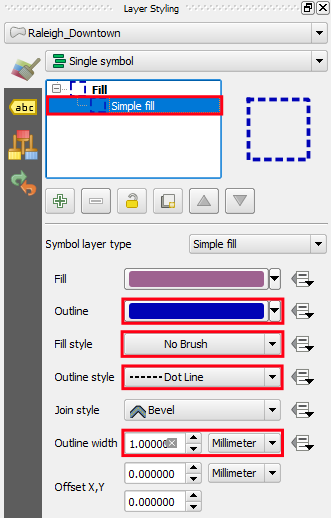 Layer Styling
Raleigh_Downtown
Single symbol
abc
Fill
Simple fill
Symbol layer type Simple fill
Fill
Outline
Fill style No Brush
Outline style Dot Line
Join style Bevel
Outline width 1.00000 Millimeter
0.000000 Millimeter
Offset X,Y
0.000000